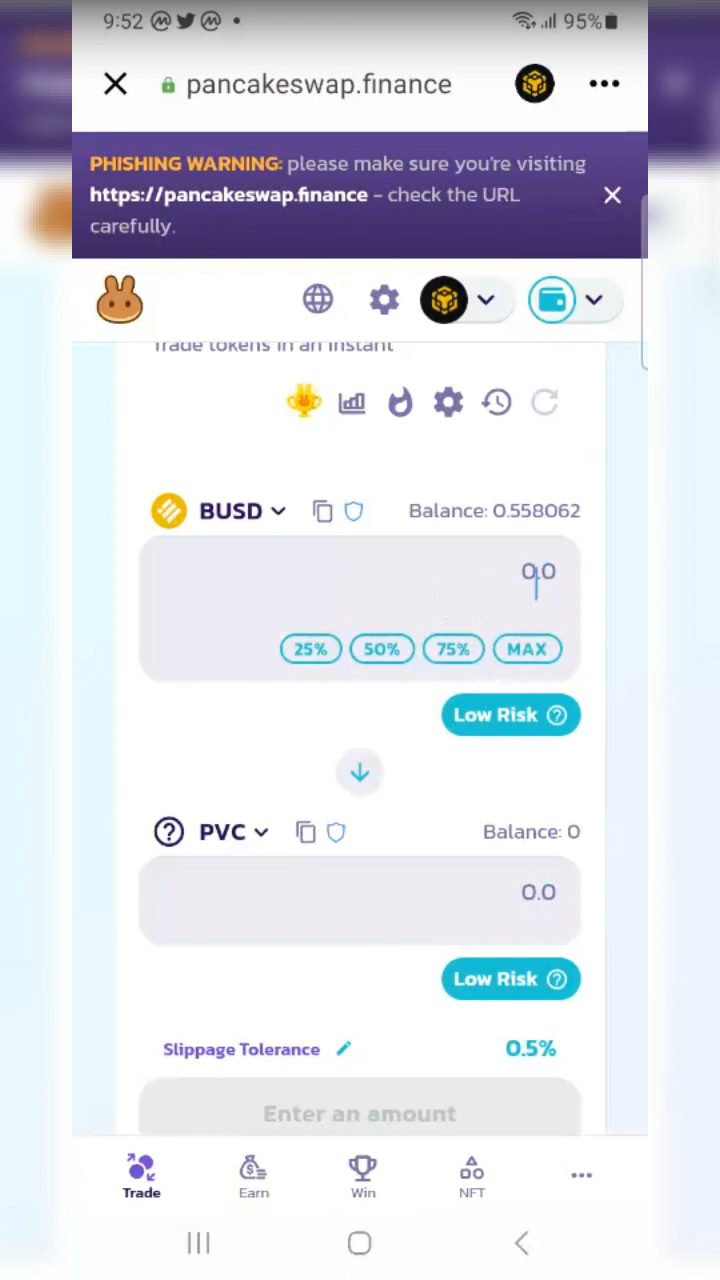 9:52
95%
pancakeswap.finance
PHISHING WARNING: please make sure you're visiting
https://pancakeswap.finance - check the URL
carefully.
Trade tokens in an instant
BUSD
Balance: 0.558062
0.0
25% 50% 75% MAX
Low Risk
PVC
Balance: 0
0.0
Low Risk
Slippage Tolerance
0.5%
Enter an amount
Trade Earn Win NFT